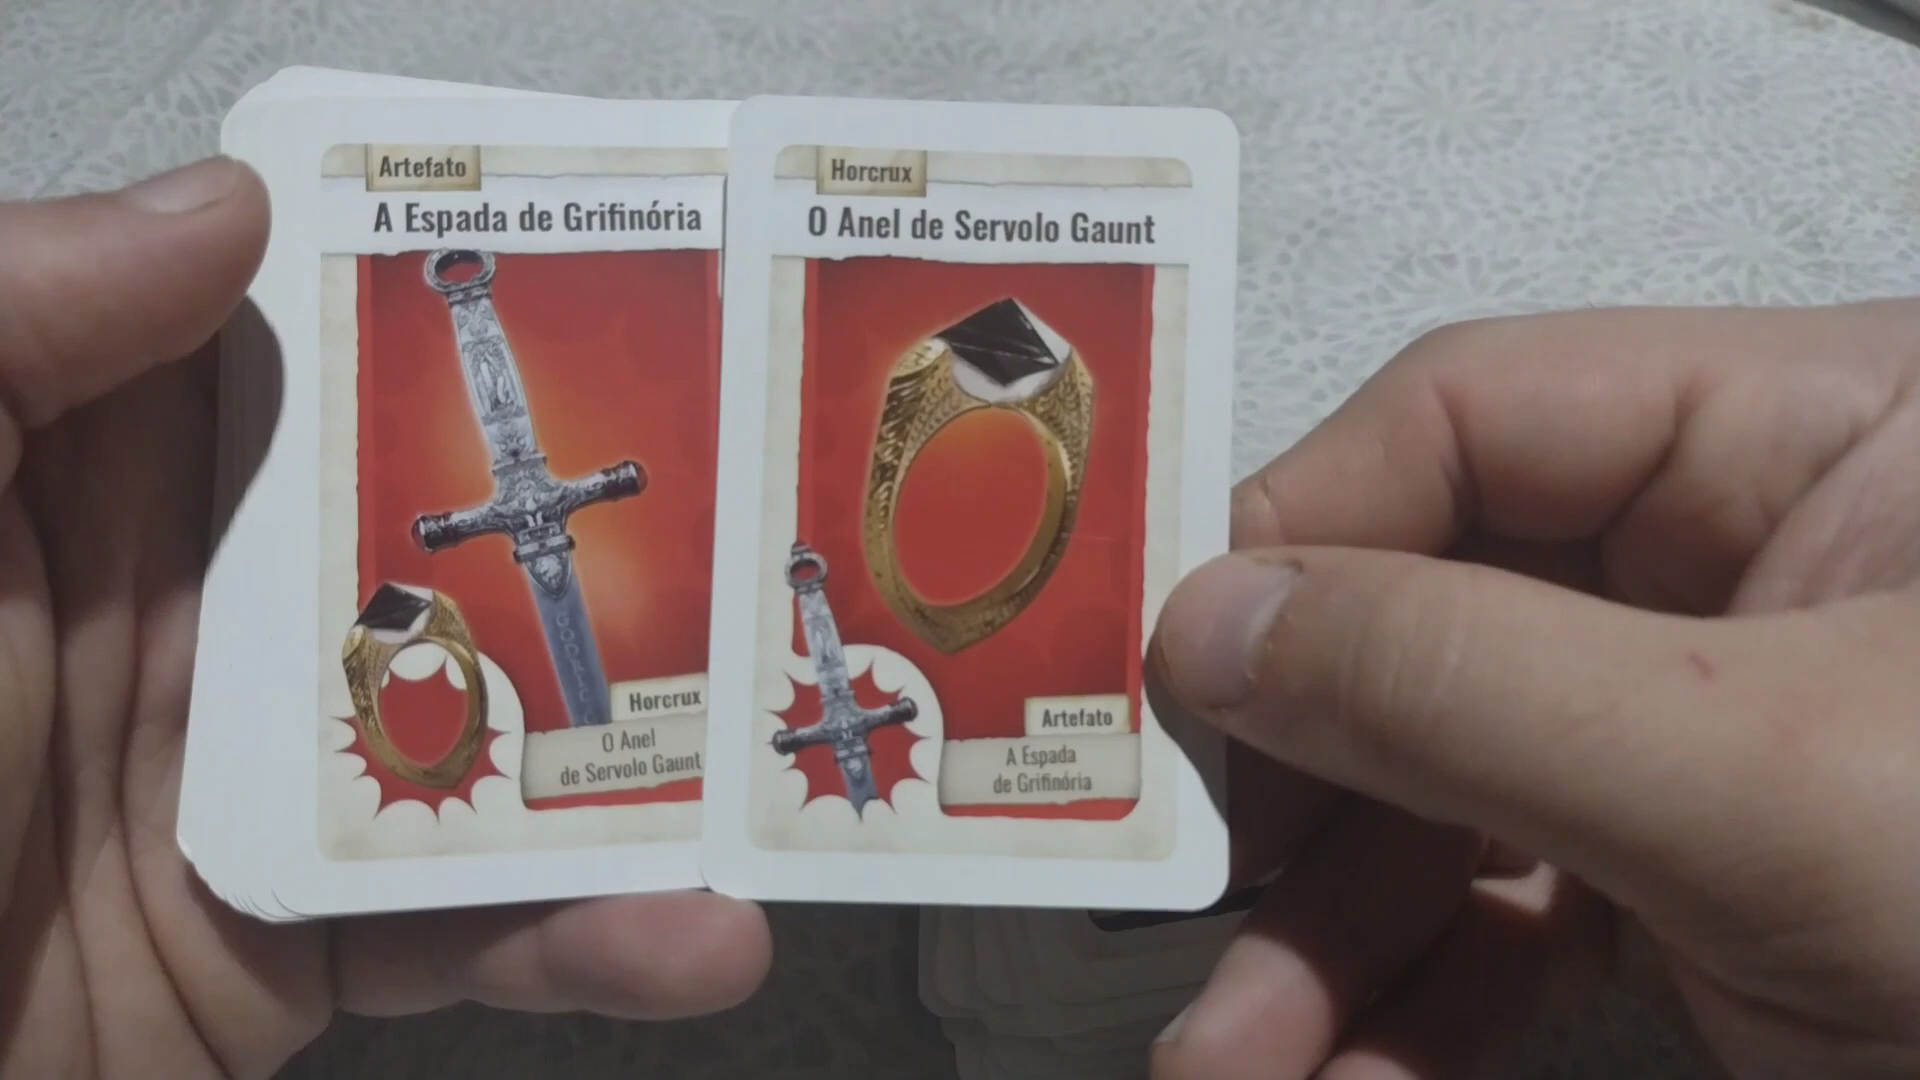 Artefato
A Espada de Grifinória
Horcrux
O Anel
de Servolo Gaunt
Horcrux
O Anel de Servolo Gaunt
Artefato
A Espada
de Grifinória